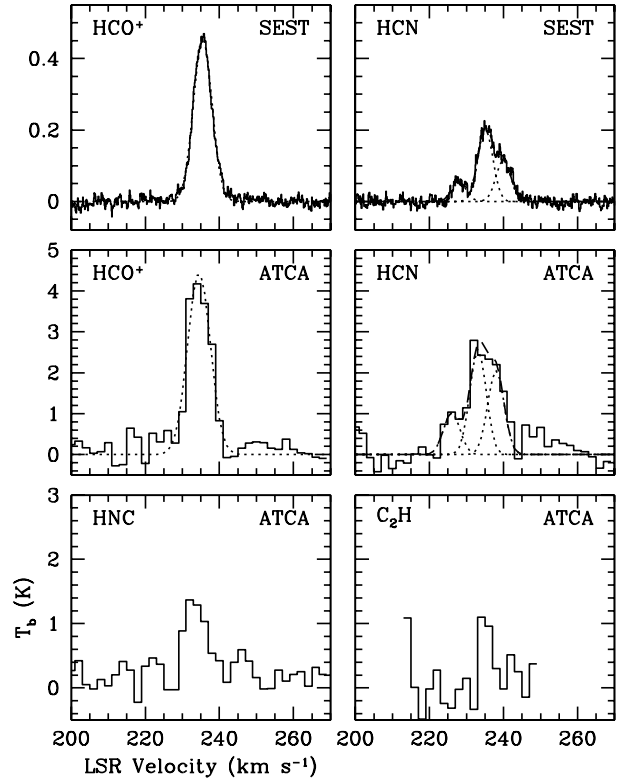 HCO⁺ SEST
HCN SEST
0.4
0.2
0
HCO⁺ ATCA
HCN ATCA
5
4
3
2
1
0
HNC ATCA
C₂H ATCA
3
2
1
0
T_b (K)
200 220 240 260
200 220 240 260
LSR Velocity (km s⁻¹)